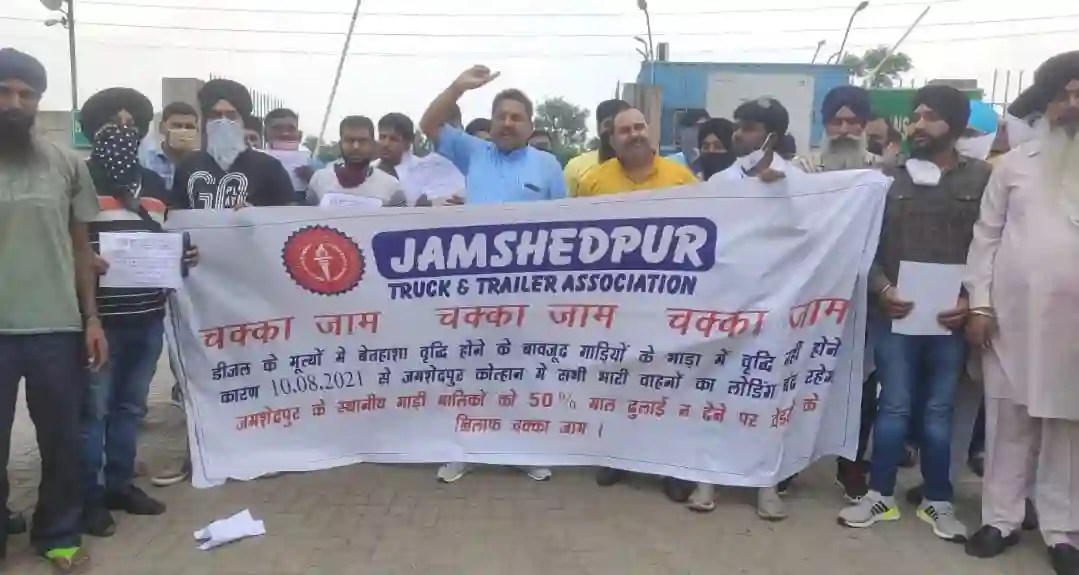 JAMSHEDPUR
TRUCK & TRAILER ASSOCIATION
चक्का जाम चक्का जाम चक्का जाम
डीजल के मूल्यों में बेतहाशा वृद्धि होने के बावजूद गाड़ियों के भाड़ा में वृद्धि नहीं होने
कारण 10.08.2021 से जमशेदपुर कोल्हान में सभी भारी वाहनों का लोडिंग बंद रहेगा
जमशेदपुर के स्थानीय गाड़ी मालिकों को 50% माल ढुलाई न देने पर के
खिलाफ चक्का जाम ।